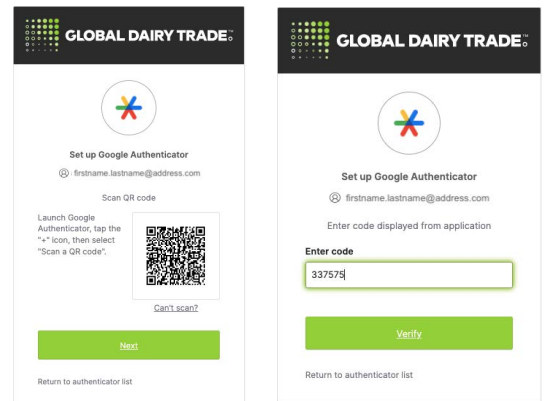 GLOBAL DAIRY TRADE™
Set up Google Authenticator
firstname.lastname@address.com
Scan QR code
Launch Google
Authenticator, tap the
"+" icon, then select
"Scan a QR code".
Can't scan?
Next
Return to authenticator list
GLOBAL DAIRY TRADE™
Set up Google Authenticator
firstname.lastname@address.com
Enter code displayed from application
Enter code
337575
Verify
Return to authenticator list